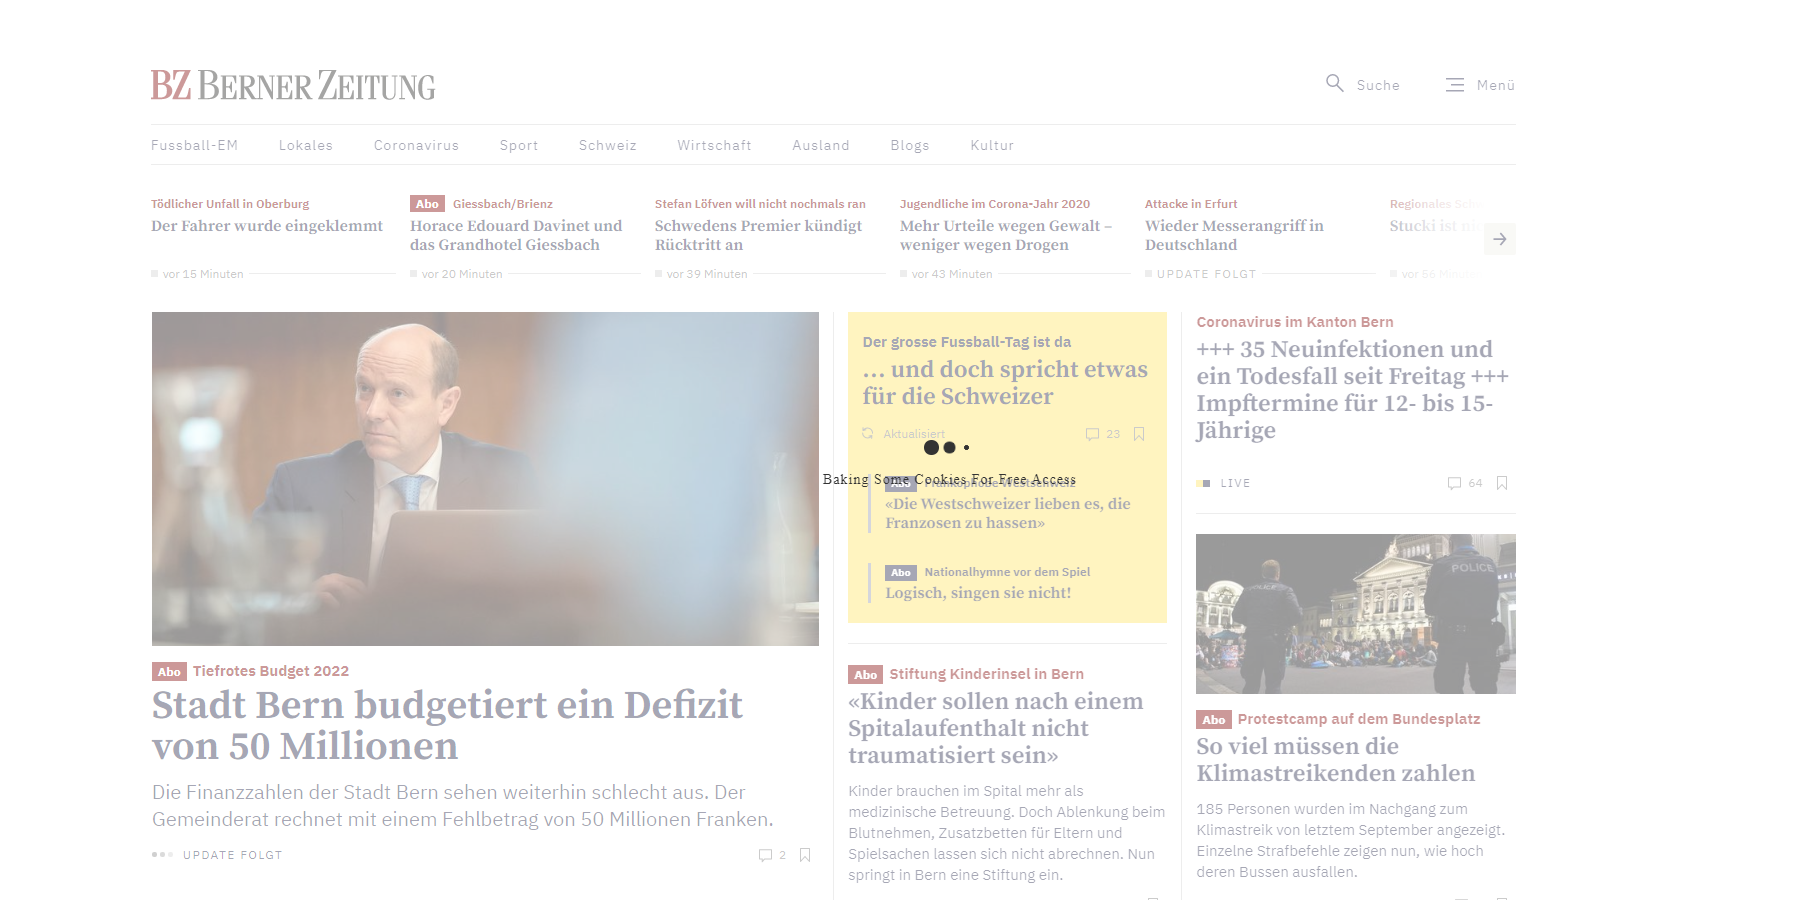 BZ BERNER ZEITUNG
Suche
Menü
Fussball-EM Lokales Coronavirus Sport Schweiz Wirtschaft Ausland Blogs Kultur
Tödlicher Unfall in Oberburg
Der Fahrer wurde eingeklemmt
vor 15 Minuten
Abo Giessbach/Brienz
Horace Edouard Davinet und
das Grandhotel Giessbach
vor 20 Minuten
Stefan Löfven will nicht nochmals ran
Schwedens Premier kündigt
Rücktritt an
vor 39 Minuten
Jugendliche im Corona-Jahr 2020
Mehr Urteile wegen Gewalt –
weniger wegen Drogen
vor 43 Minuten
Attacke in Erfurt
Wieder Messerangriff in
Deutschland
UPDATE FOLGT
Regionales
Stucki ist
vor 56 Minuten
Abo Tiefrotes Budget 2022
Stadt Bern budgetiert ein Defizit
von 50 Millionen
Die Finanzzahlen der Stadt Bern sehen weiterhin schlecht aus. Der
Gemeinderat rechnet mit einem Fehlbetrag von 50 Millionen Franken.
UPDATE FOLGT
2
Der grosse Fussball-Tag ist da
… und doch spricht etwas
für die Schweizer
Aktualisiert
23
Baking Some Cookies For Free Access
Abo Frankophobe Westschweiz
«Die Westschweizer lieben es, die
Franzosen zu hassen»
Abo Nationalhymne vor dem Spiel
Logisch, singen sie nicht!
Abo Stiftung Kinderinsel in Bern
«Kinder sollen nach einem
Spitalaufenthalt nicht
traumatisiert sein»
Kinder brauchen im Spital mehr als
medizinische Betreuung. Doch Ablenkung beim
Blutnehmen, Zusatzbetten für Eltern und
Spielsachen lassen sich nicht abrechnen. Nun
springt in Bern eine Stiftung ein.
Coronavirus im Kanton Bern
+++ 35 Neuinfektionen und
ein Todesfall seit Freitag +++
Impftermine für 12- bis 15-
Jährige
LIVE
64
POLICE
POLICE
Abo Protestcamp auf dem Bundesplatz
So viel müssen die
Klimastreikenden zahlen
185 Personen wurden im Nachgang zum
Klimastreik von letztem September angezeigt.
Einzelne Strafbefehle zeigen nun, wie hoch
deren Bussen ausfallen.